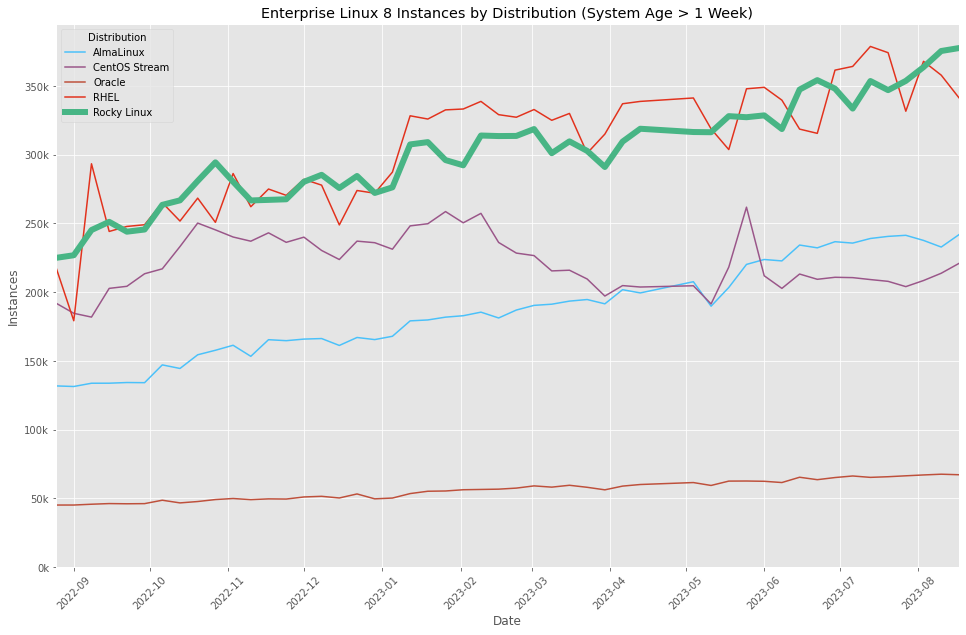 Enterprise Linux 8 Instances by Distribution (System Age > 1 Week)
Distribution
AlmaLinux
CentOS Stream
Oracle
RHEL
Rocky Linux
Instances
350k
300k
250k
200k
150k
100k
50k
0k
2022-09
2022-10
2022-11
2022-12
2023-01
2023-02
2023-03
2023-04
2023-05
2023-06
2023-07
2023-08
Date